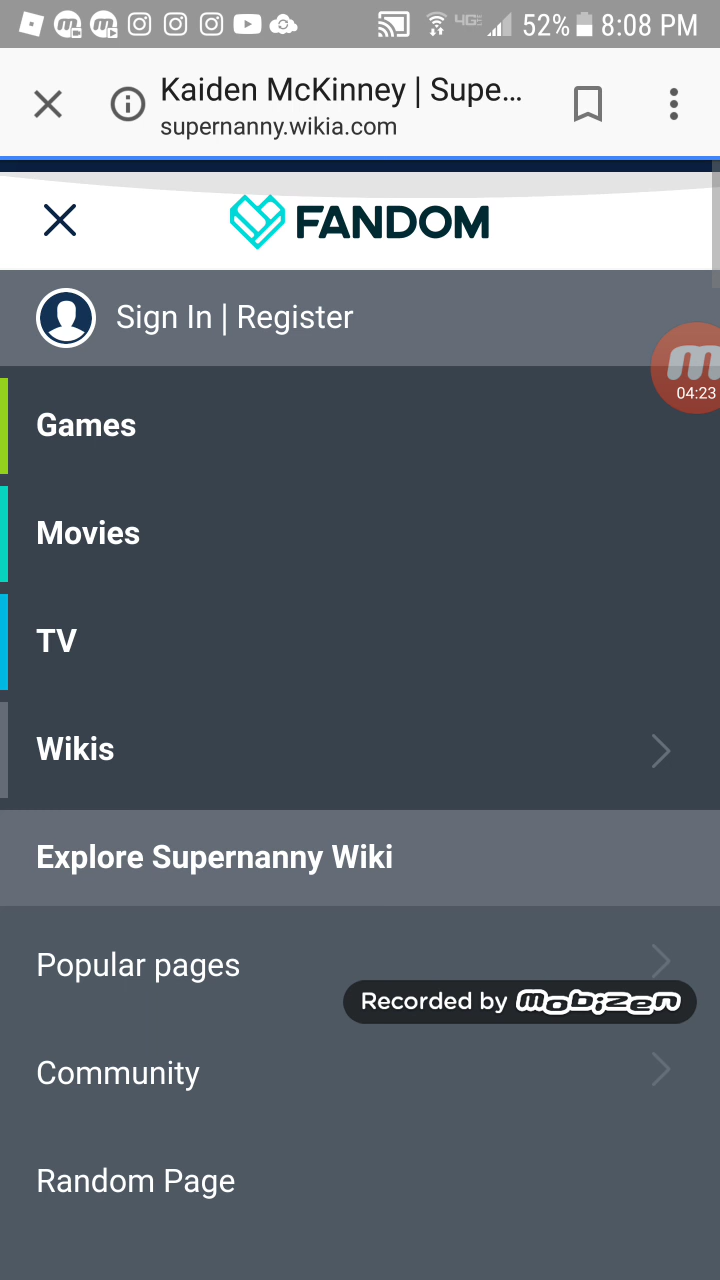 4G
52%
8:08 PM
Kaiden McKinney | Supe...
supernanny.wikia.com
FANDOM
Sign In | Register
04:23
Games
Movies
TV
Wikis
Explore Supernanny Wiki
Popular pages
Recorded by mobizen
Community
Random Page